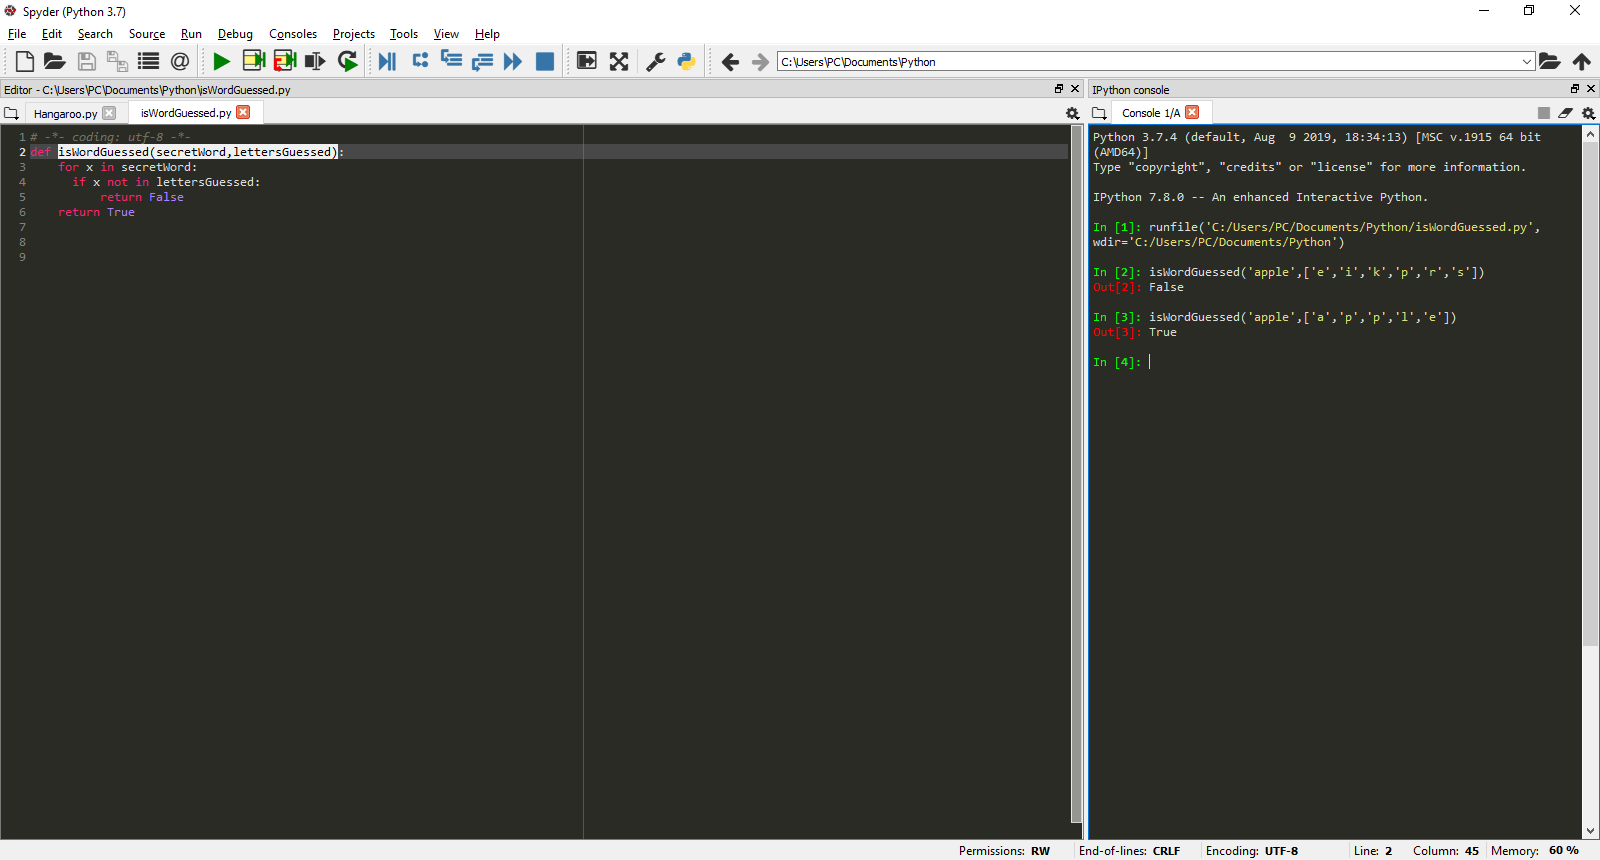 Spyder (Python 3.7)
File Edit Search Source Run Debug Consoles Projects Tools View Help
C:\Users\PC\Documents\Python
Editor - C:\Users\PC\Documents\Python\isWordGuessed.py
Hangaroo.py isWordGuessed.py
1 # -*- coding: utf-8 -*-
2 def isWordGuessed(secretWord,lettersGuessed):
3     for x in secretWord:
4       if x not in lettersGuessed:
5           return False
6     return True
7
8
9
IPython console
Console 1/A
Python 3.7.4 (default, Aug  9 2019, 18:34:13) [MSC v.1915 64 bit
(AMD64)]
Type "copyright", "credits" or "license" for more information.
IPython 7.8.0 -- An enhanced Interactive Python.
In [1]: runfile('C:/Users/PC/Documents/Python/isWordGuessed.py',
wdir='C:/Users/PC/Documents/Python')
In [2]: isWordGuessed('apple',['e','i','k','p','r','s'])
Out[2]: False
In [3]: isWordGuessed('apple',['a','p','p','l','e'])
Out[3]: True
In [4]:
Permissions: RW End-of-lines: CRLF Encoding: UTF-8 Line: 2 Column: 45 Memory: 60 %